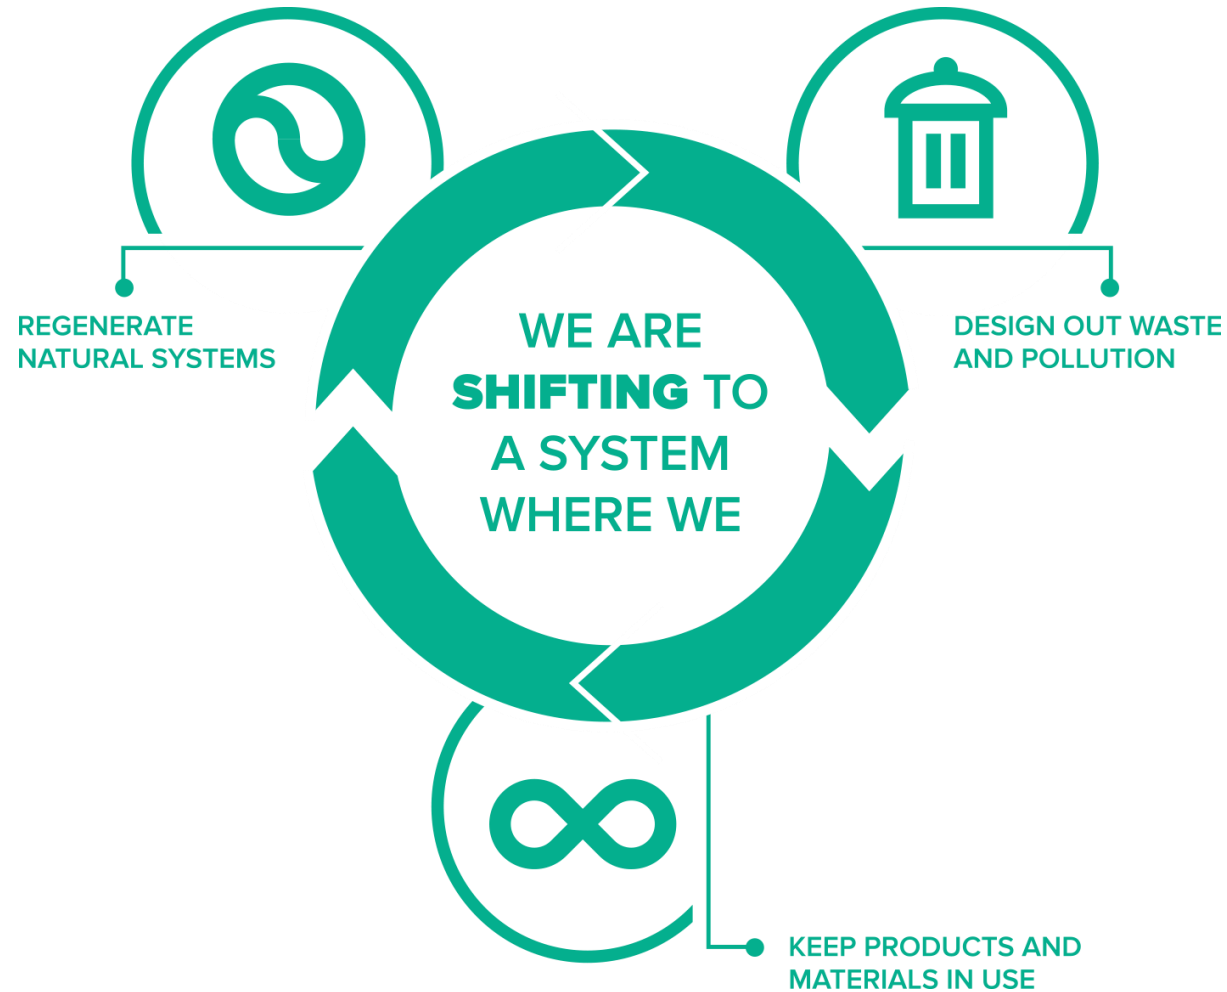 WE ARE
SHIFTING TO
A SYSTEM
WHERE WE
REGENERATE
NATURAL SYSTEMS
DESIGN OUT WASTE
AND POLLUTION
KEEP PRODUCTS AND
MATERIALS IN USE